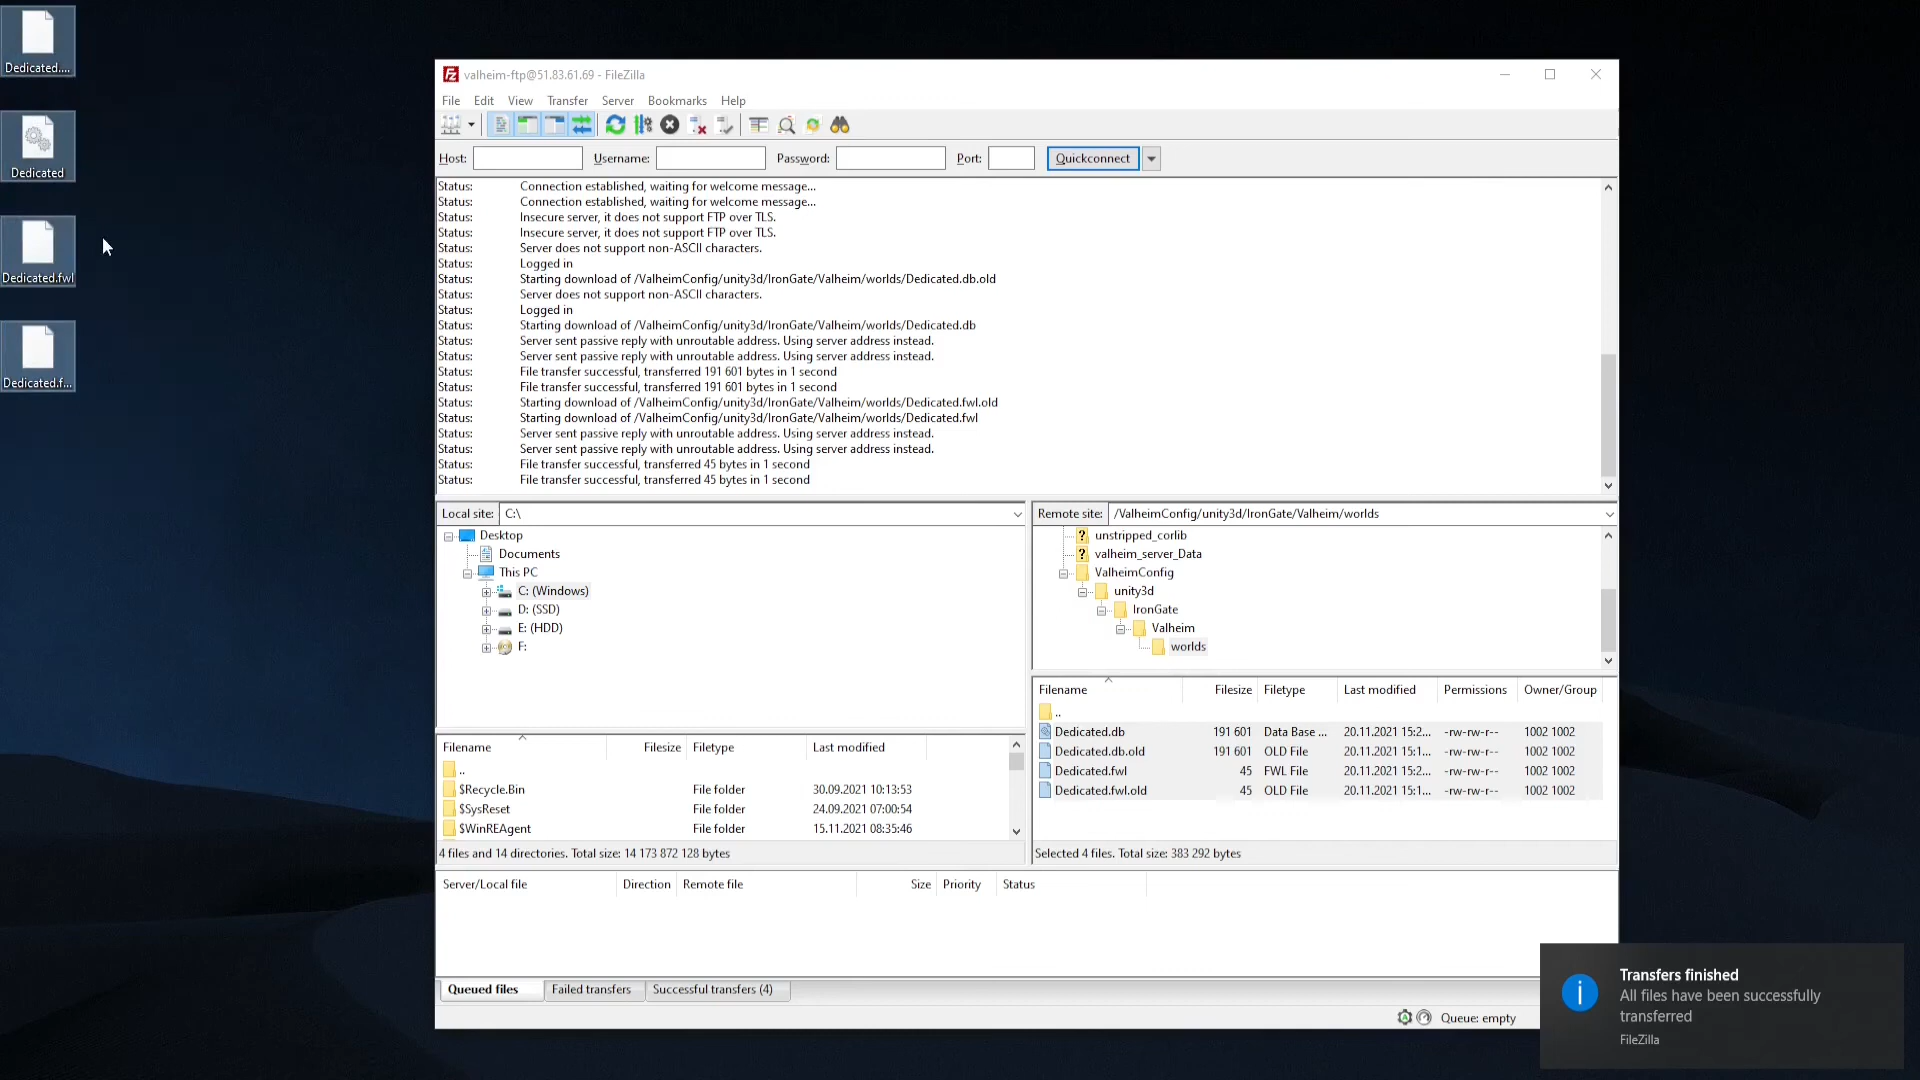 Dedicated....
Dedicated
Dedicated.fwl
Dedicated.f...
valheim-ftp@51.83.61.69 - FileZilla
File Edit View Transfer Server Bookmarks Help
Host: Username: Password: Port: Quickconnect
Status: Connection established, waiting for welcome message...
Status: Connection established, waiting for welcome message...
Status: Insecure server, it does not support FTP over TLS.
Status: Insecure server, it does not support FTP over TLS.
Status: Server does not support non-ASCII characters.
Status: Logged in
Status: Starting download of /ValheimConfig/unity3d/IronGate/Valheim/worlds/Dedicated.db.old
Status: Server does not support non-ASCII characters.
Status: Logged in
Status: Starting download of /ValheimConfig/unity3d/IronGate/Valheim/worlds/Dedicated.db
Status: Server sent passive reply with unroutable address. Using server address instead.
Status: Server sent passive reply with unroutable address. Using server address instead.
Status: File transfer successful, transferred 191 601 bytes in 1 second
Status: File transfer successful, transferred 191 601 bytes in 1 second
Status: Starting download of /ValheimConfig/unity3d/IronGate/Valheim/worlds/Dedicated.fwl.old
Status: Starting download of /ValheimConfig/unity3d/IronGate/Valheim/worlds/Dedicated.fwl
Status: Server sent passive reply with unroutable address. Using server address instead.
Status: Server sent passive reply with unroutable address. Using server address instead.
Status: File transfer successful, transferred 45 bytes in 1 second
Status: File transfer successful, transferred 45 bytes in 1 second
Local site: C:\
Desktop
Documents
This PC
C: (Windows)
D: (SSD)
E: (HDD)
F:
Filename Filesize Filetype Last modified
..
$Recycle.Bin File folder 30.09.2021 10:13:53
$SysReset File folder 24.09.2021 07:00:54
$WinREAgent File folder 15.11.2021 08:35:46
4 files and 14 directories. Total size: 14 173 872 128 bytes
Remote site: /ValheimConfig/unity3d/IronGate/Valheim/worlds
unstripped_corlib
valheim_server_Data
ValheimConfig
unity3d
IronGate
Valheim
worlds
Filename Filesize Filetype Last modified Permissions Owner/Group
..
Dedicated.db 191 601 Data Base ... 20.11.2021 15:2... -rw-rw-r-- 1002 1002
Dedicated.db.old 191 601 OLD File 20.11.2021 15:1... -rw-rw-r-- 1002 1002
Dedicated.fwl 45 FWL File 20.11.2021 15:2... -rw-rw-r-- 1002 1002
Dedicated.fwl.old 45 OLD File 20.11.2021 15:1... -rw-rw-r-- 1002 1002
Selected 4 files. Total size: 383 292 bytes
Server/Local file Direction Remote file Size Priority Status
Queued files Failed transfers Successful transfers (4)
Queue: empty
Transfers finished
All files have been successfully
transferred
FileZilla